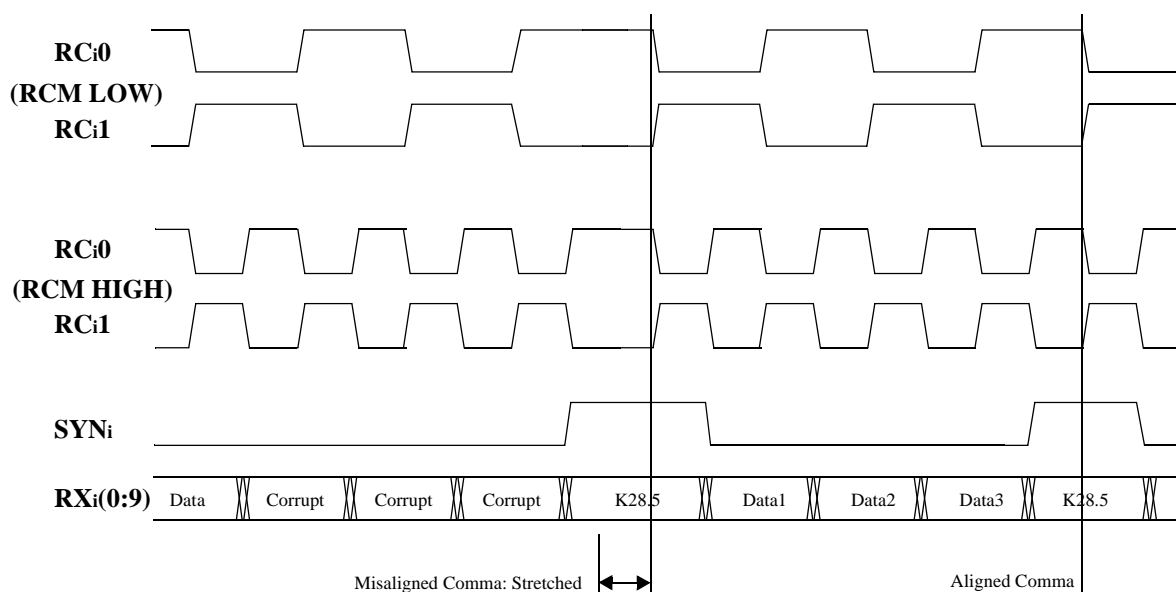 RCi0
(RCM LOW)
RCi1
RCi0
(RCM HIGH)
RCi1
SYNi
RXi(0:9) Data Corrupt Corrupt Corrupt K28.5 Data1 Data2 Data3 K28.5
Misaligned Comma: Stretched Aligned Comma